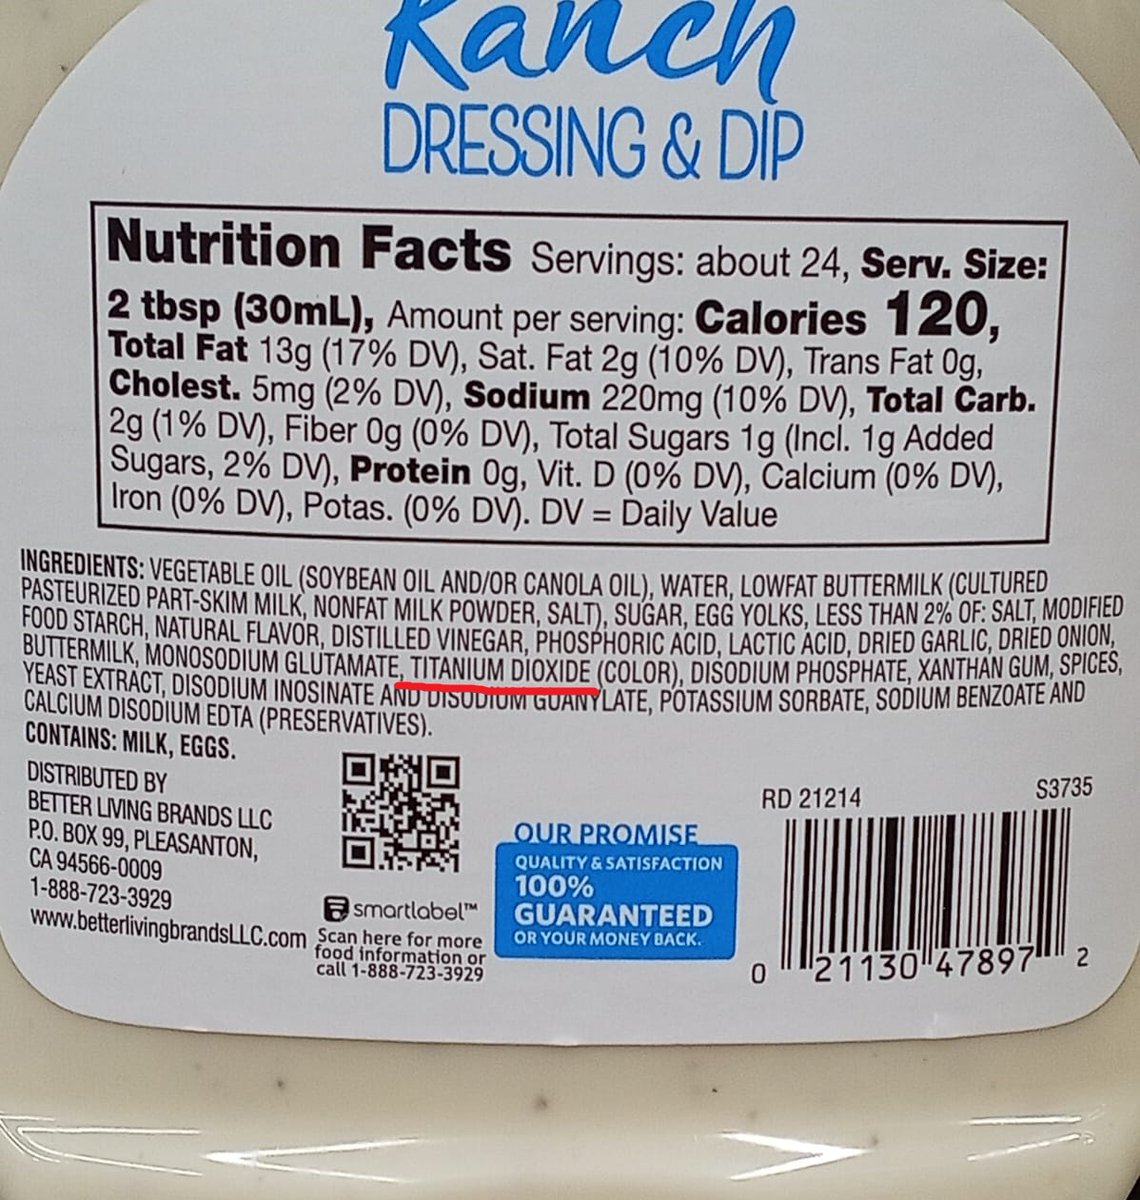 Ranch
DRESSING & DIP
Nutrition Facts Servings: about 24, Serv. Size:
2 tbsp (30mL), Amount per serving: Calories 120,
Total Fat 13g (17% DV), Sat. Fat 2g (10% DV), Trans Fat 0g,
Cholest. 5mg (2% DV), Sodium 220mg (10% DV), Total Carb.
2g (1% DV), Fiber 0g (0% DV), Total Sugars 1g (Incl. 1g Added
Sugars, 2% DV), Protein 0g, Vit. D (0% DV), Calcium (0% DV),
Iron (0% DV), Potas. (0% DV). DV = Daily Value
INGREDIENTS: VEGETABLE OIL (SOYBEAN OIL AND/OR CANOLA OIL), WATER, LOWFAT BUTTERMILK (CULTURED
PASTEURIZED PART-SKIM MILK, NONFAT MILK POWDER, SALT), SUGAR, EGG YOLKS, LESS THAN 2% OF: SALT, MODIFIED
FOOD STARCH, NATURAL FLAVOR, DISTILLED VINEGAR, PHOSPHORIC ACID, LACTIC ACID, DRIED GARLIC, DRIED ONION,
BUTTERMILK, MONOSODIUM GLUTAMATE, TITANIUM DIOXIDE (COLOR), DISODIUM PHOSPHATE, XANTHAN GUM, SPICES,
YEAST EXTRACT, DISODIUM INOSINATE AND DISODIUM GUANYLATE, POTASSIUM SORBATE, SODIUM BENZOATE AND
CALCIUM DISODIUM EDTA (PRESERVATIVES).
CONTAINS: MILK, EGGS.
DISTRIBUTED BY
BETTER LIVING BRANDS LLC
P.O. BOX 99, PLEASANTON,
CA 94566-0009
1-888-723-3929
www.betterlivingbrandsLLC.com
smartlabel™
Scan here for more
food information or
call 1-888-723-3929
OUR PROMISE
QUALITY & SATISFACTION
100%
GUARANTEED
OR YOUR MONEY BACK.
RD 21214
S3735
0 21130 47897 2